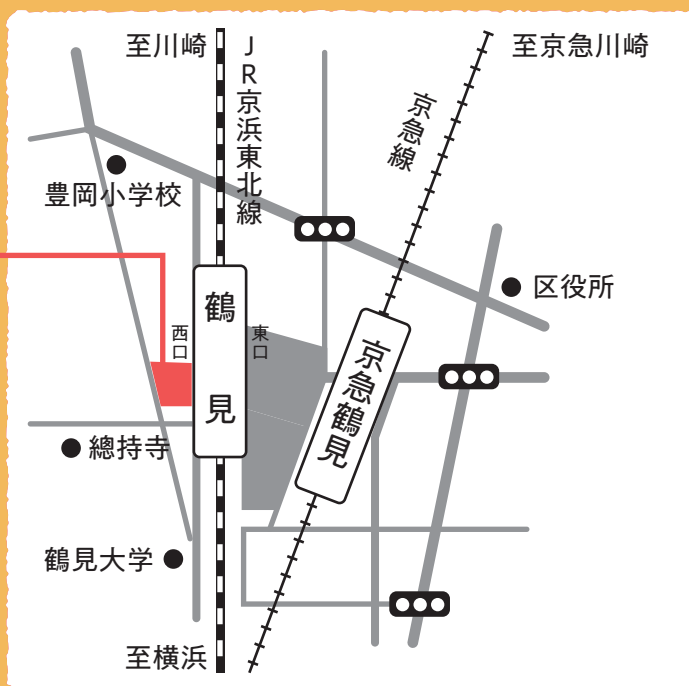 至川崎
JR京浜東北線
至京急川崎
京急線
豊岡小学校
区役所
鶴見
西口
東口
京急鶴見
總持寺
鶴見大学
至横浜